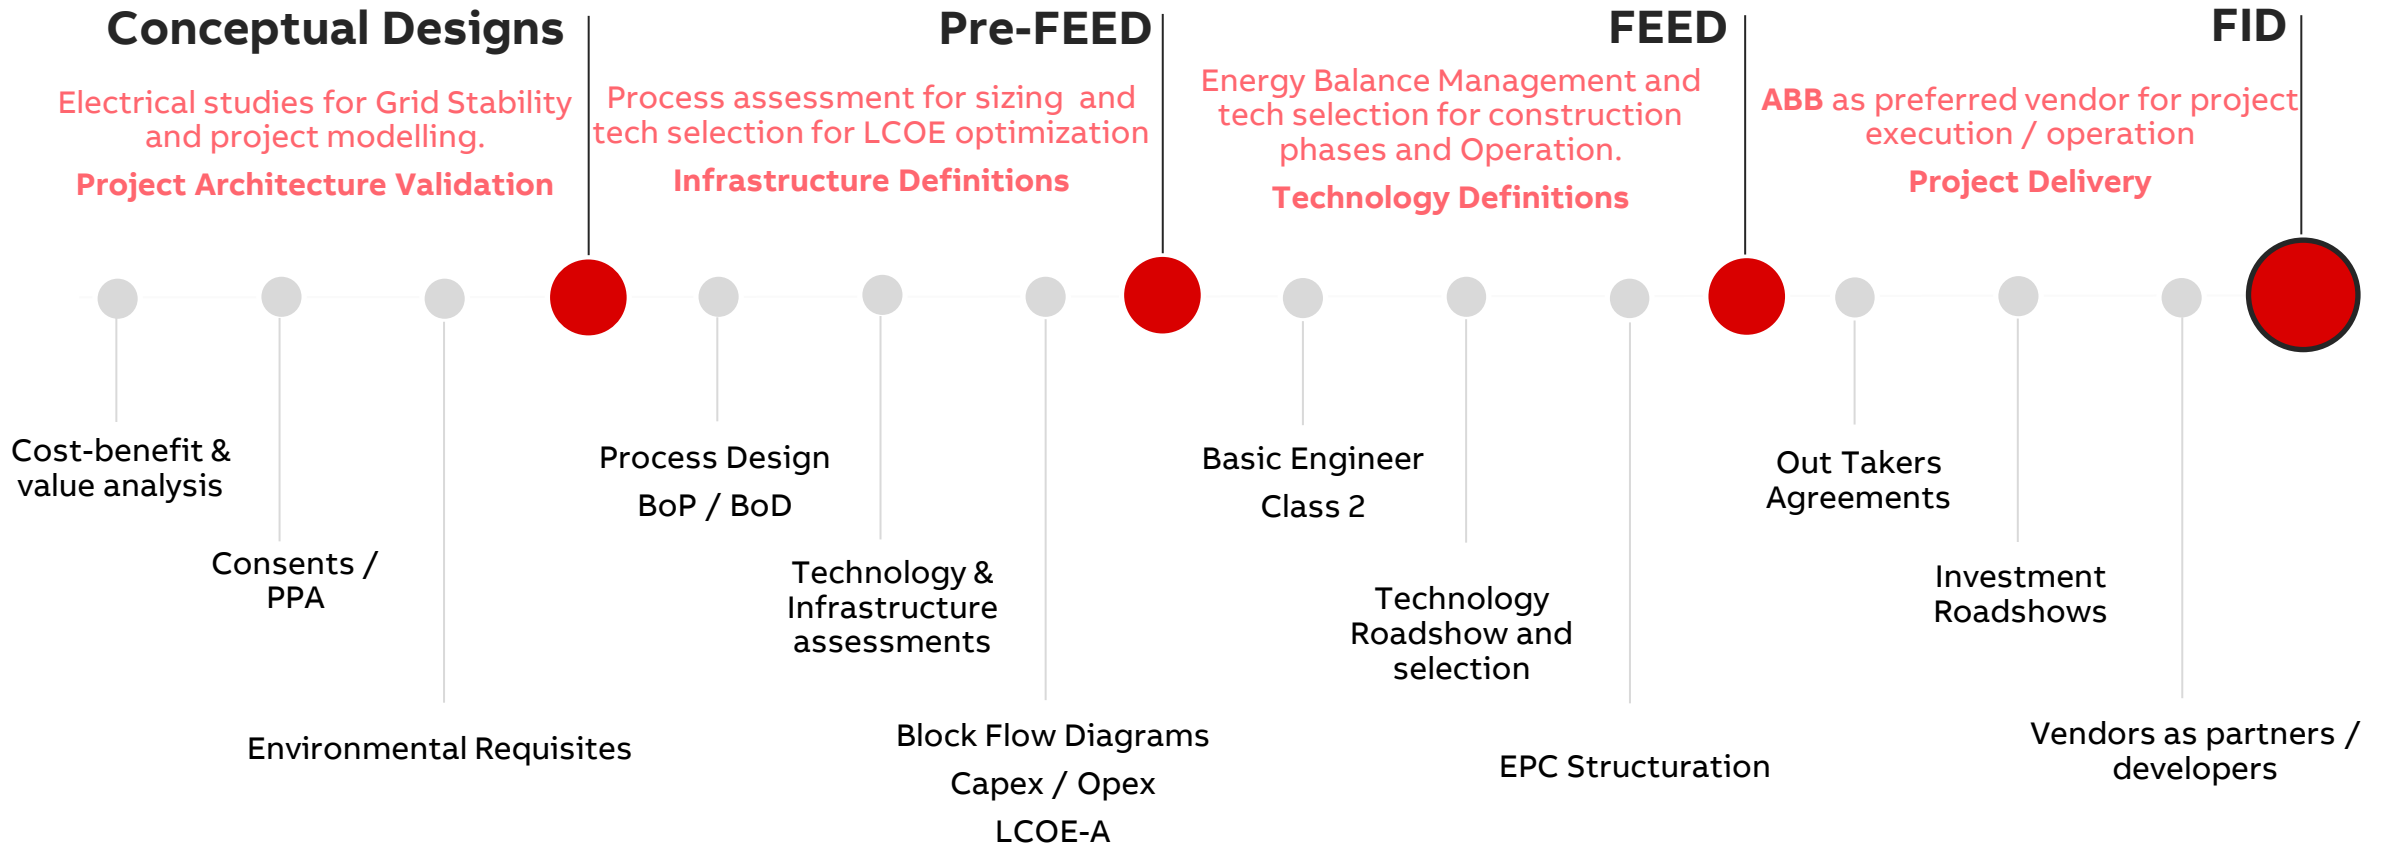 Conceptual Designs
Electrical studies for Grid Stability
and project modelling.
Project Architecture Validation
Pre-FEED
Process assessment for sizing and
tech selection for LCOE optimization
Infrastructure Definitions
FEED
Energy Balance Management and
tech selection for construction
phases and Operation.
Technology Definitions
FID
ABB as preferred vendor for project
execution / operation
Project Delivery
Cost-benefit &
value analysis
Consents /
PPA
Environmental Requisites
Process Design
BoP / BoD
Technology &
Infrastructure
assessments
Block Flow Diagrams
Capex / Opex
LCOE-A
Basic Engineer
Class 2
Technology
Roadshow and
selection
EPC Structuration
Out Takers
Agreements
Investment
Roadshows
Vendors as partners /
developers